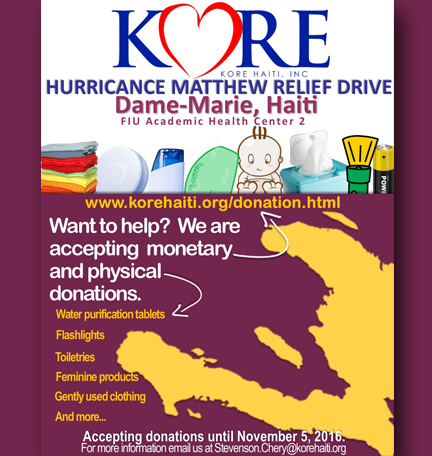 KORE
KORE HAITI, INC
HURRICANCE MATTHEW RELIEF DRIVE
Dame-Marie, Haiti
FIU Academic Health Center 2
POWER
www.korehaiti.org/donation.html
Want to help? We are
accepting monetary
and physical
donations.
Water purification tablets
Flashlights
Toiletries
Feminine products
Gently used clothing
And more...
Accepting donations until November 5, 2016.
For more information email us at Stevenson.Chery@korehaiti.org